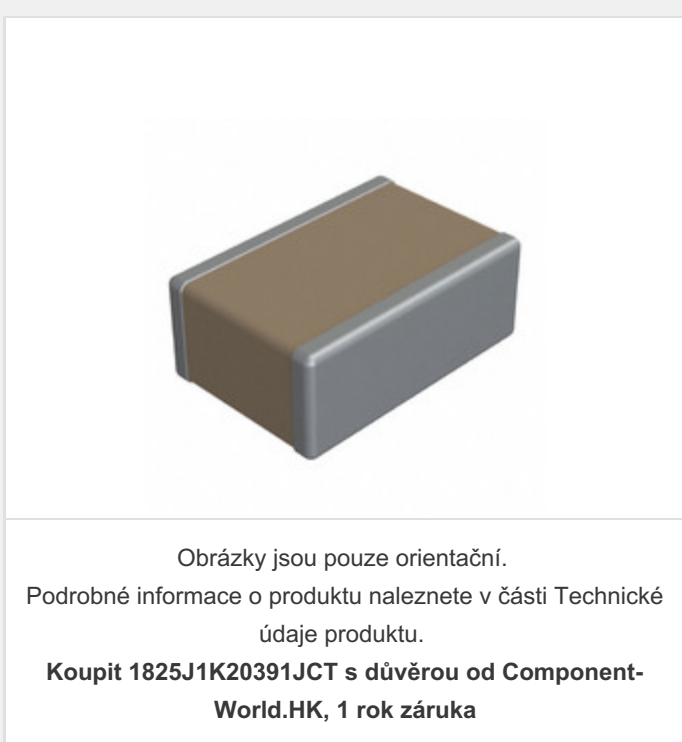 Obrázky jsou pouze orientační.
Podrobné informace o produktu naleznete v části Technické
údaje produktu.
Koupit 1825J1K20391JCT s důvěrou od Component-
World.HK, 1 rok záruka